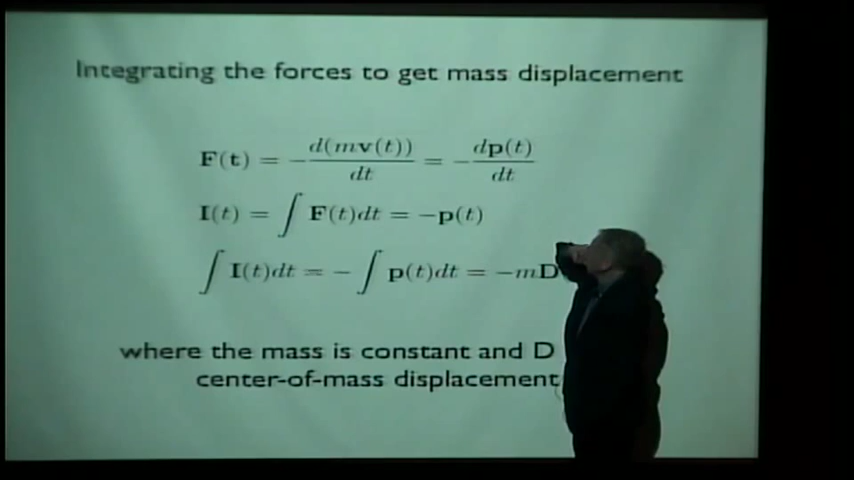 Integrating the forces to get mass displacement
F(t) = −d(mv(t))/dt = −dp(t)/dt
I(t) = ∫ F(t)dt = −p(t)
∫ I(t)dt = − ∫ p(t)dt = −mD
where the mass is constant and D
center-of-mass displacement